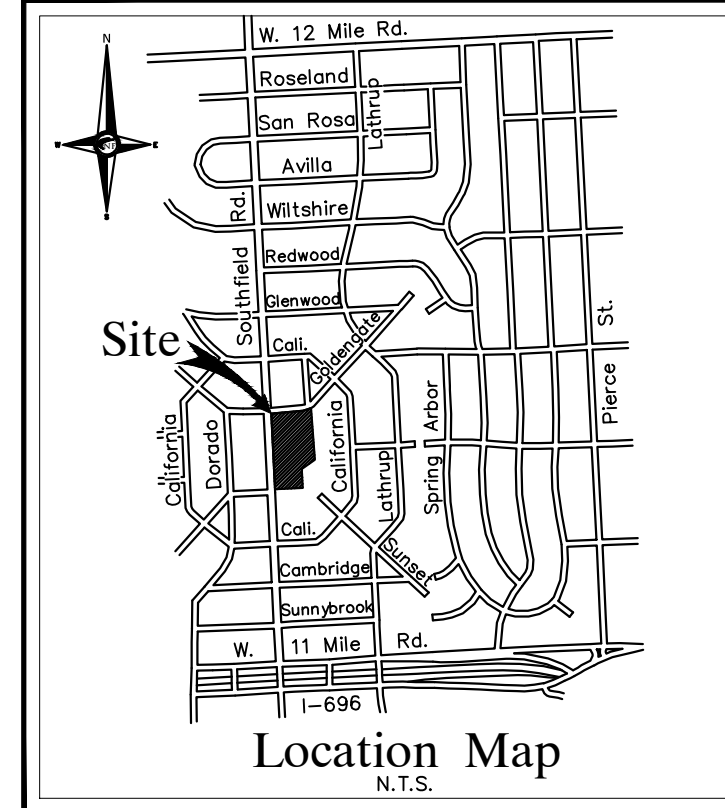 N
W
E
S
W. 12 Mile Rd.
Roseland
Lathrup
San Rosa
Avilla
Southfield Rd.
Wiltshire
Redwood
Glenwood
Site
Cali.
Goldengate
St.
Pierce
California
Dorado
California
Lathrup
Spring Arbor
Cali.
Sunset
Cambridge
Sunnybrook
W. 11 Mile Rd.
I-696
Location Map
N.T.S.